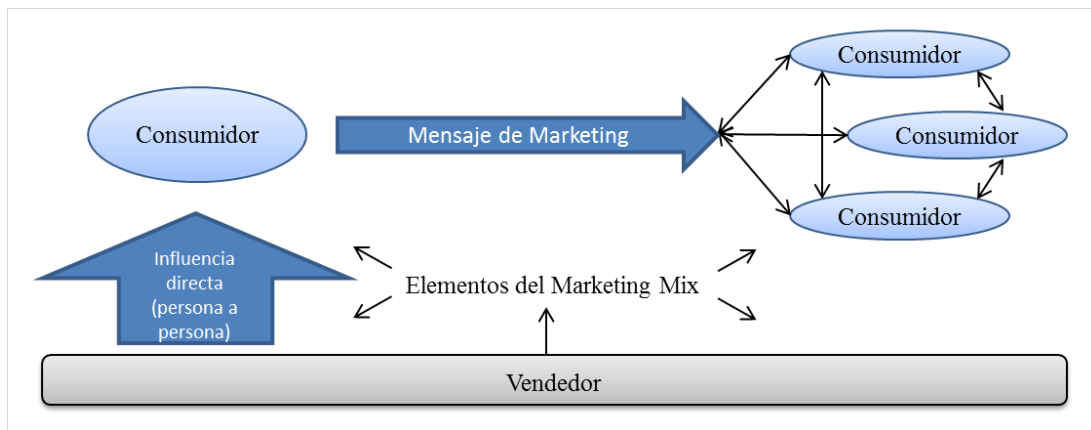 Consumidor
Consumidor
Mensaje de Marketing
Consumidor
Consumidor
Influencia
directa
(persona a
persona)
Elementos del Marketing Mix
Vendedor